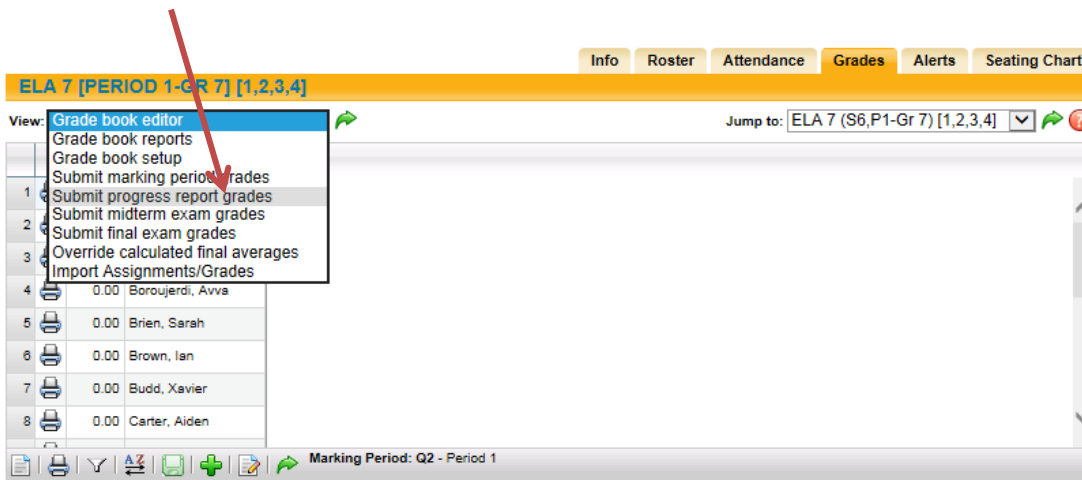 Info Roster Attendance Grades Alerts Seating Chart
ELA 7 [PERIOD 1-GR 7] [1,2,3,4]
View: Grade book editor Jump to: ELA 7 (S6,P1-Gr 7) [1,2,3,4]
Grade book reports
Grade book setup
Submit marking period grades
Submit progress report grades
Submit midterm exam grades
Submit final exam grades
Override calculated final averages
Import Assignments/Grades
1
2
3
4 0.00 Boroujerdi, Avva
5 0.00 Brien, Sarah
6 0.00 Brown, Ian
7 0.00 Budd, Xavier
8 0.00 Carter, Aiden
Marking Period: Q2 - Period 1